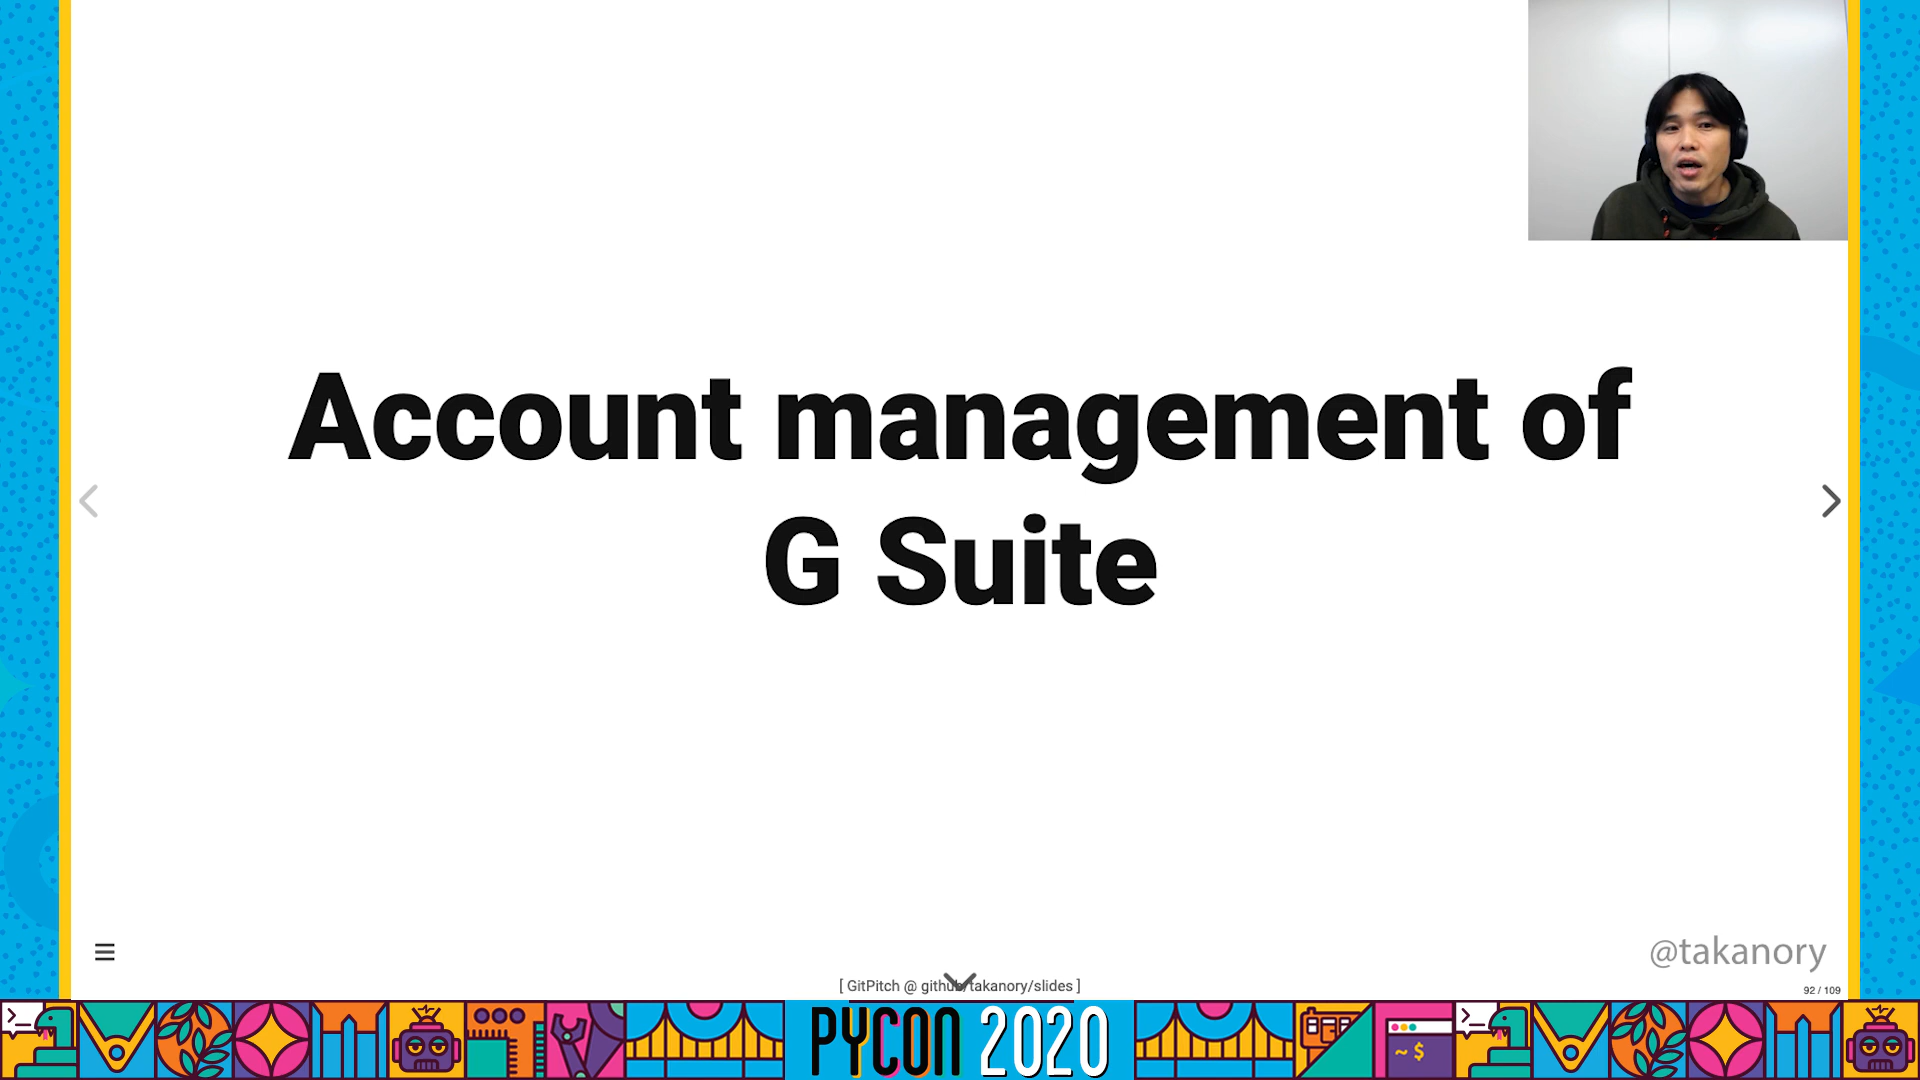 Account management of
G Suite
@takanory
[ GitPitch @ github/takanory/slides ]
92 / 109
PYCON 2020
~ $